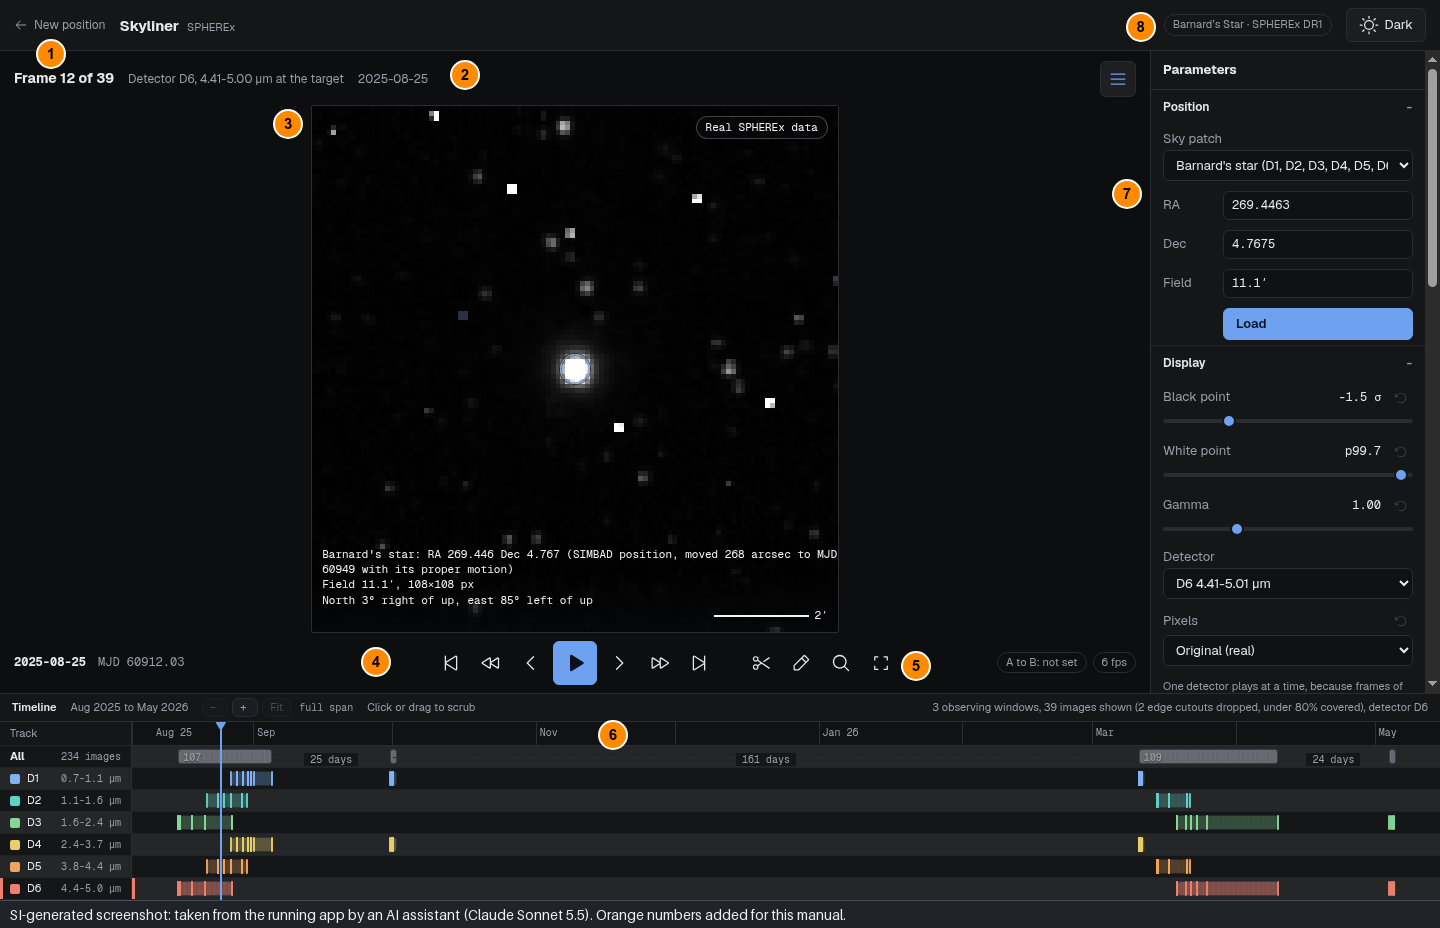 New position Skyliner SPHEREx
8 Barnard's Star · SPHEREx DR1 Dark
1
Frame 12 of 39 Detector D6, 4.41-5.00 µm at the target 2025-08-25 2
3
Real SPHEREx data
Barnard's star: RA 269.446 Dec 4.767 (SIMBAD position, moved 268 arcsec to MJD
60949 with its proper motion)
Field 11.1′, 108×108 px
North 3° right of up, east 85° left of up
2′
2025-08-25 MJD 60912.03 4 5 A to B: not set 6 fps
7
Parameters
Position -
Sky patch
Barnard's star (D1, D2, D3, D4, D5, D6
RA 269.4463
Dec 4.7675
Field 11.1′
Load
Display -
Black point -1.5 σ
White point p99.7
Gamma 1.00
Detector
D6 4.41-5.01 µm
Pixels
Original (real)
One detector plays at a time, because frames of
Timeline Aug 2025 to May 2026 - + Fit full span Click or drag to scrub 3 observing windows, 39 images shown (2 edge cutouts dropped, under 80% covered), detector D6
Track Aug 25 Sep Nov 6 Jan 26 Mar May
All 234 images 107 25 days 161 days 109 24 days
D1 0.7-1.1 µm
D2 1.1-1.6 µm
D3 1.6-2.4 µm
D4 2.4-3.7 µm
D5 3.8-4.4 µm
D6 4.4-5.0 µm
SI-generated screenshot: taken from the running app by an AI assistant (Claude Sonnet 5.5). Orange numbers added for this manual.